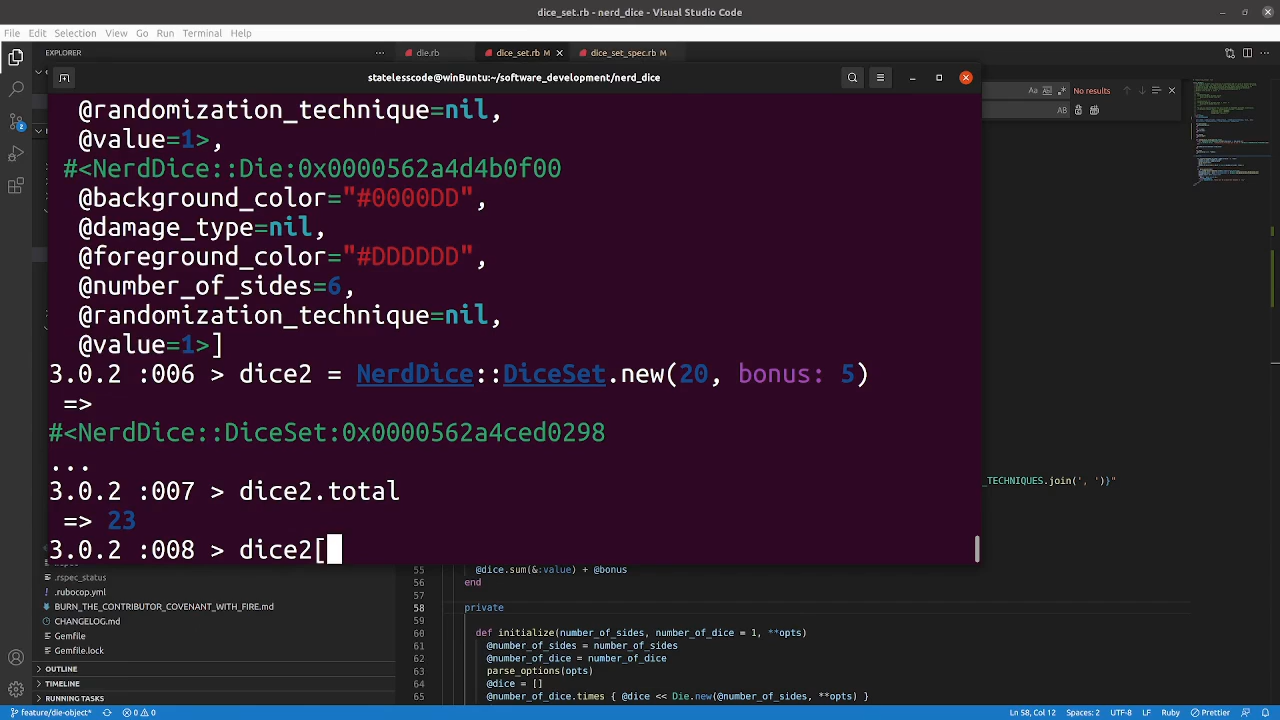 dice_set.rb - nerd_dice - Visual Studio Code
File Edit Selection View Go Run Terminal Help
EXPLORER
die.rb
dice_set.rb M
dice_set_spec.rb M
statelesscode@winBuntu:~/software_development/nerd_dice
No results
@randomization_technique=nil,
@value=1>,
#<NerdDice::Die:0x0000562a4d4b0f00
@background_color="#0000DD",
@damage_type=nil,
@foreground_color="#DDDDDD",
@number_of_sides=6,
@randomization_technique=nil,
@value=1>]
3.0.2 :006 > dice2 = NerdDice::DiceSet.new(20, bonus: 5)
=>
#<NerdDice::DiceSet:0x0000562a4ced0298
...
3.0.2 :007 > dice2.total
=> 23
3.0.2 :008 > dice2[
_TECHNIQUES.join(', ')}"
.rspec_status
.rubocop.yml
BURN_THE_CONTRIBUTOR_COVENANT_WITH_FIRE.md
CHANGELOG.md
Gemfile
Gemfile.lock
OUTLINE
TIMELINE
RUNNING TASKS
55 @dice.sum(&:value) + @bonus
56 end
57
58 private
59
60 def initialize(number_of_sides, number_of_dice = 1, **opts)
61 @number_of_sides = number_of_sides
62 @number_of_dice = number_of_dice
63 parse_options(opts)
64 @dice = []
65 @number_of_dice.times { @dice << Die.new(@number_of_sides, **opts) }
feature/die-object* 0 0 Ln 58, Col 12 Spaces: 2 UTF-8 LF Ruby Prettier